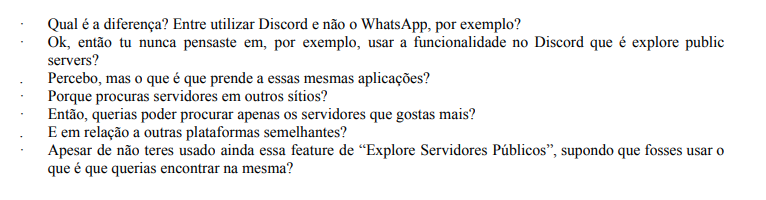 · Qual é a diferença? Entre utilizar Discord e não o WhatsApp, por exemplo?
· Ok, então tu nunca pensaste em, por exemplo, usar a funcionalidade no Discord que é explore public
servers?
. Percebo, mas o que é que prende a essas mesmas aplicações?
· Porque procuras servidores em outros sítios?
· Então, querias poder procurar apenas os servidores que gostas mais?
. E em relação a outras plataformas semelhantes?
· Apesar de não teres usado ainda essa feature de “Explore Servidores Públicos”, supondo que fosses usar o
que é que querias encontrar na mesma?